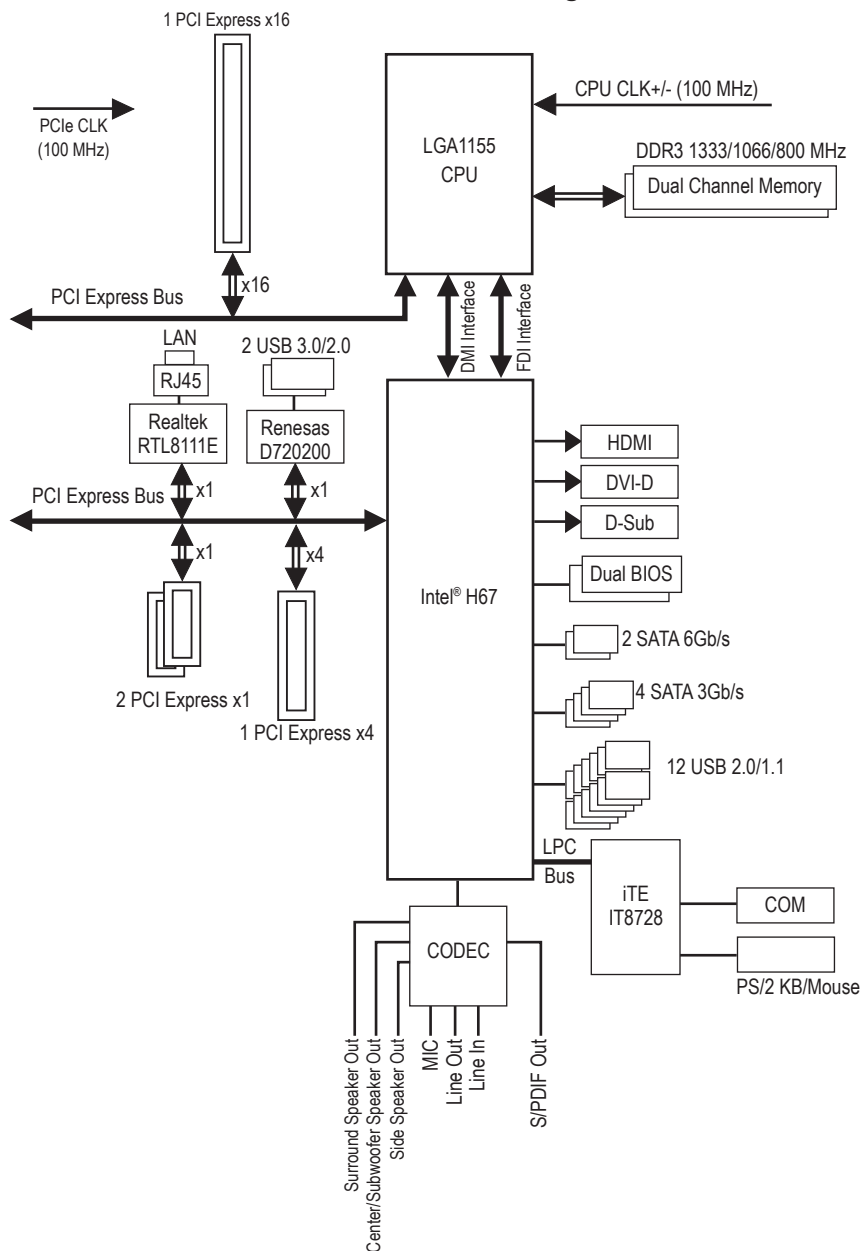 1 PCI Express x16
PCIe CLK
(100 MHz)
LGA1155
CPU
CPU CLK+/- (100 MHz)
DDR3 1333/1066/800 MHz
Dual Channel Memory
x16
PCI Express Bus
DMI Interface
FDI Interface
LAN
RJ45
Realtek
RTL8111E
2 USB 3.0/2.0
Renesas
D720200
x1
x1
PCI Express Bus
x1
x4
2 PCI Express x1
1 PCI Express x4
Intel® H67
HDMI
DVI-D
D-Sub
Dual BIOS
2 SATA 6Gb/s
4 SATA 3Gb/s
12 USB 2.0/1.1
LPC
Bus
iTE
IT8728
COM
PS/2 KB/Mouse
CODEC
Surround Speaker Out
Center/Subwoofer Speaker Out
Side Speaker Out
MIC
Line Out
Line In
S/PDIF Out